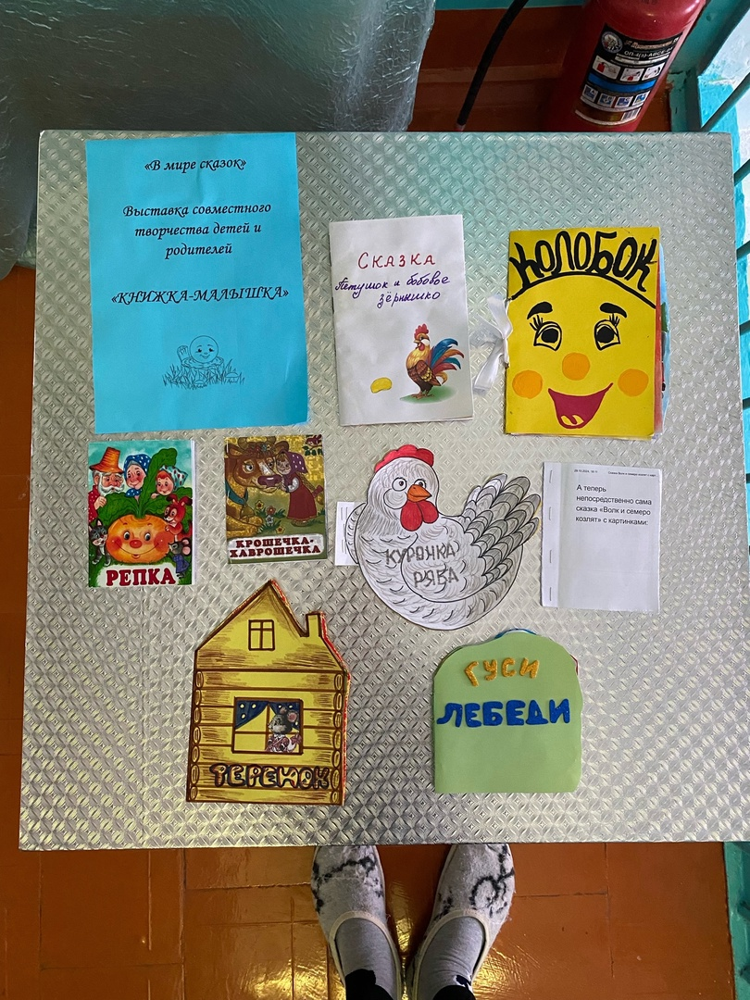 «В мире сказок»
Выставка совместного
творчества детей и
родителей
«КНИЖКА-МАЛЫШКА»
СКАЗКА
Петушок и бобовое
зёрнышко
КОЛОБОК
РЕПКА
КРОШЕЧКА-
ХАВРОШЕЧКА
КУРОЧКА
РЯБА
А теперь
непосредственно сама
сказка «Волк и семеро
козлят» с картинками:
ТЕРЕМОК
ГУСИ
ЛЕБЕДИ